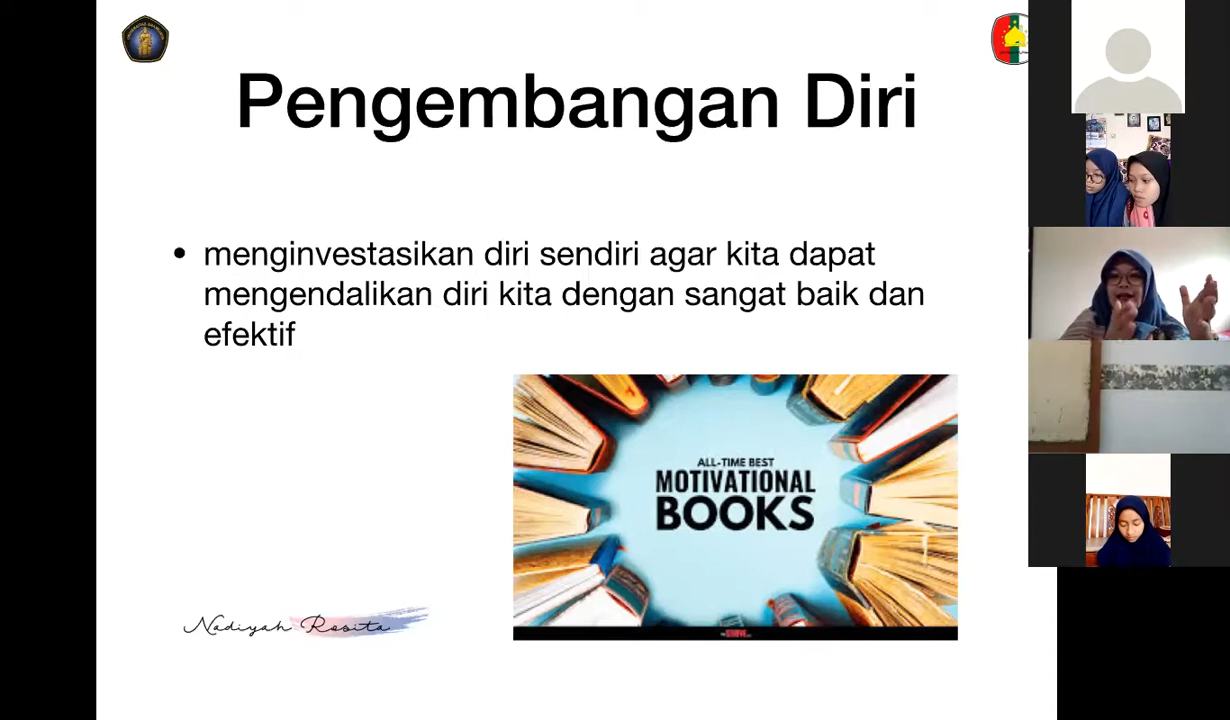 Pengembangan Diri
• menginvestasikan diri sendiri agar kita dapat
mengendalikan diri kita dengan sangat baik dan
efektif
ALL-TIME BEST
MOTIVATIONAL
BOOKS
Nadiyah Rosita